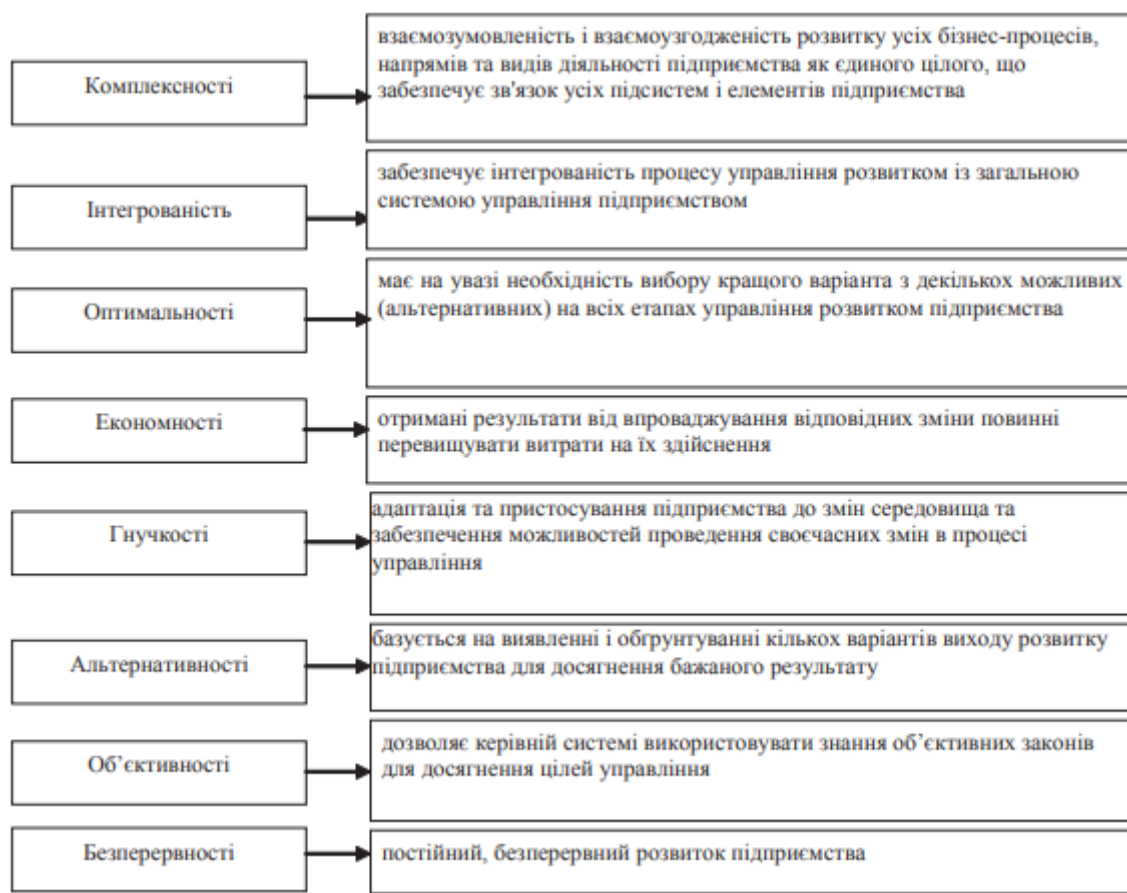 Комплексності
взаємозумовленість і взаємоузгодженість розвитку усіх бізнес-процесів,
напрямів та видів діяльності підприємства як єдиного цілого, що
забезпечує зв'язок усіх підсистем і елементів підприємства
Інтегрованість
забезпечує інтегрованість процесу управління розвитком із загальною
системою управління підприємством
Оптимальності
має на увазі необхідність вибору кращого варіанта з декількох можливих
(альтернативних) на всіх етапах управління розвитком підприємства
Економності
отримані результати від впроваджування відповідних зміни повинні
перевищувати витрати на їх здійснення
Гнучкості
адаптація та пристосування підприємства до змін середовища та
забезпечення можливостей проведення своєчасних змін в процесі
управління
Альтернативності
базується на виявленні і обґрунтуванні кількох варіантів виходу розвитку
підприємства для досягнення бажаного результату
Об’єктивності
дозволяє керівній системі використовувати знання об’єктивних законів
для досягнення цілей управління
Безперервності
постійний, безперервний розвиток підприємства